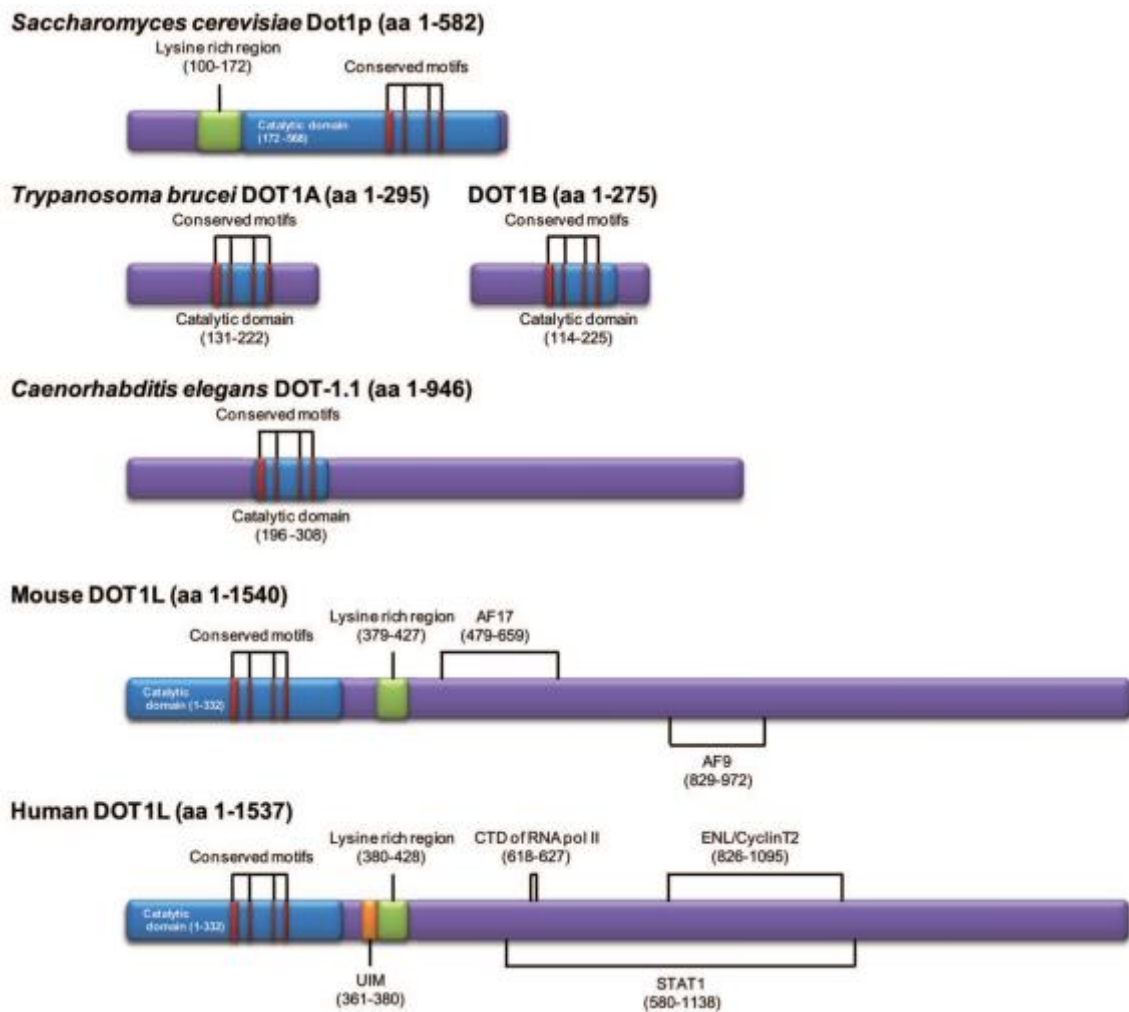 Saccharomyces cerevisiae Dot1p (aa 1-582)
Lysine rich region
(100-172)
Conserved motifs
Catalytic domain
(172-568)
Trypanosoma brucei DOT1A (aa 1-295)
DOT1B (aa 1-275)
Conserved motifs
Conserved motifs
Catalytic domain
(131-222)
Catalytic domain
(114-225)
Caenorhabditis elegans DOT-1.1 (aa 1-946)
Conserved motifs
Catalytic domain
(196-308)
Mouse DOT1L (aa 1-1540)
Conserved motifs
Lysine rich region
(379-427)
AF17
(479-659)
Catalytic
domain (1-332)
AF9
(829-972)
Human DOT1L (aa 1-1537)
Conserved motifs
Lysine rich region
(380-428)
CTD of RNA pol II
(618-627)
ENL/CyclinT2
(826-1095)
Catalytic
domain (1-332)
UIM
(361-380)
STAT1
(580-1138)